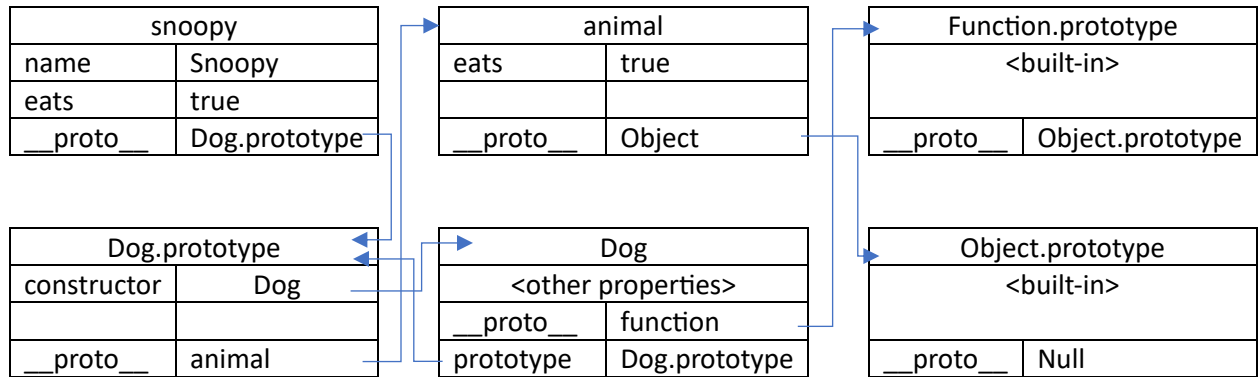 snoopy
name Snoopy
eats true
__proto__ Dog.prototype
animal
eats true
__proto__ Object
Function.prototype
<built-in>
__proto__ Object.prototype
Dog.prototype
constructor Dog
__proto__ animal
Dog
<other properties>
__proto__ function
prototype Dog.prototype
Object.prototype
<built-in>
__proto__ Null